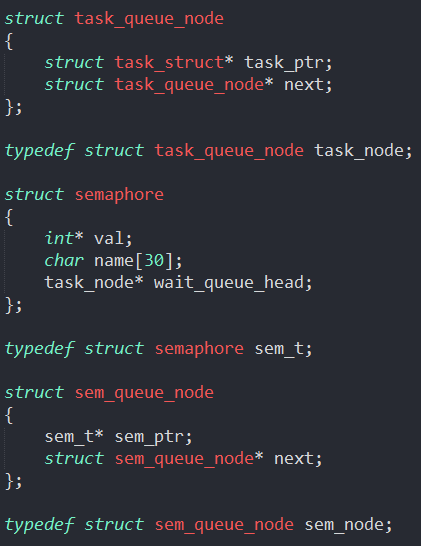 struct task_queue_node
{
    struct task_struct* task_ptr;
    struct task_queue_node* next;
};

typedef struct task_queue_node task_node;

struct semaphore
{
    int* val;
    char name[30];
    task_node* wait_queue_head;
};

typedef struct semaphore sem_t;

struct sem_queue_node
{
    sem_t* sem_ptr;
    struct sem_queue_node* next;
};

typedef struct sem_queue_node sem_node;